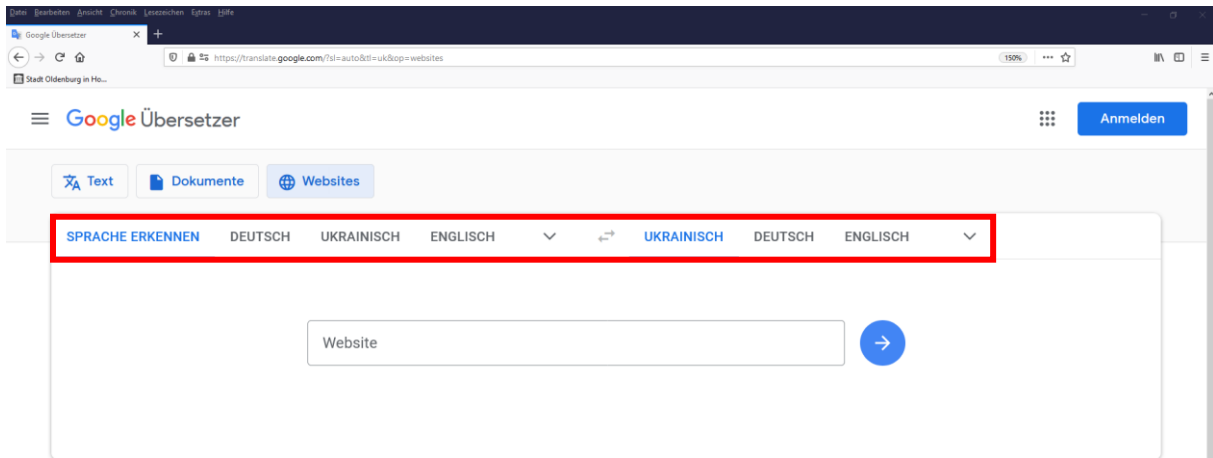 Datei Bearbeiten Ansicht Chronik Lesezeichen Extras Hilfe
Google Übersetzer
https://translate.google.com/?sl=auto&tl=uk&op=websites 150%
Stadt Oldenburg in Ho...
Google Übersetzer Anmelden
Text Dokumente Websites
SPRACHE ERKENNEN DEUTSCH UKRAINISCH ENGLISCH UKRAINISCH DEUTSCH ENGLISCH
Website